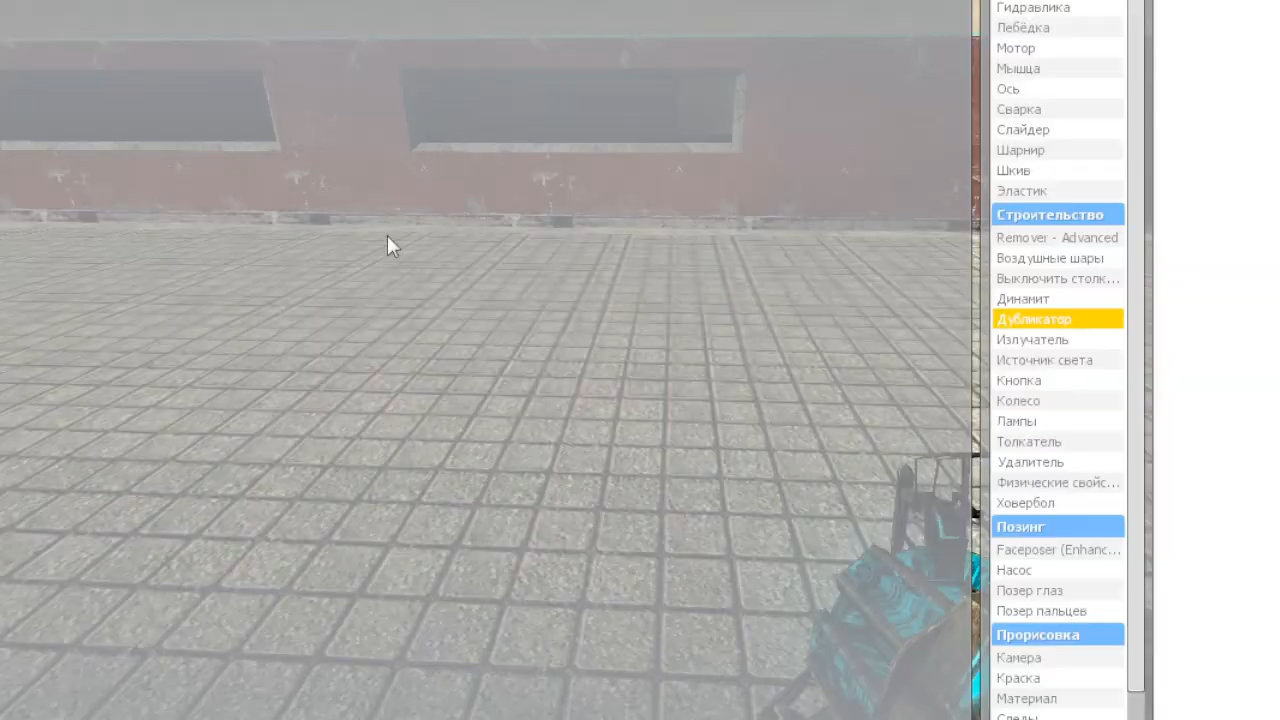 Гидравлика
Лебёдка
Мотор
Мышца
Ось
Сварка
Слайдер
Шарнир
Шкив
Эластик
Строительство
Remover - Advanced
Воздушные шары
Выключить столк...
Динамит
Дубликатор
Излучатель
Источник света
Кнопка
Колесо
Лампы
Толкатель
Удалитель
Физические свойс...
Ховербол
Позинг
Faceposer (Enhanc...
Насос
Позер глаз
Позер пальцев
Прорисовка
Камера
Краска
Материал
Следы